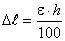 Δℓ = ε · h / 100